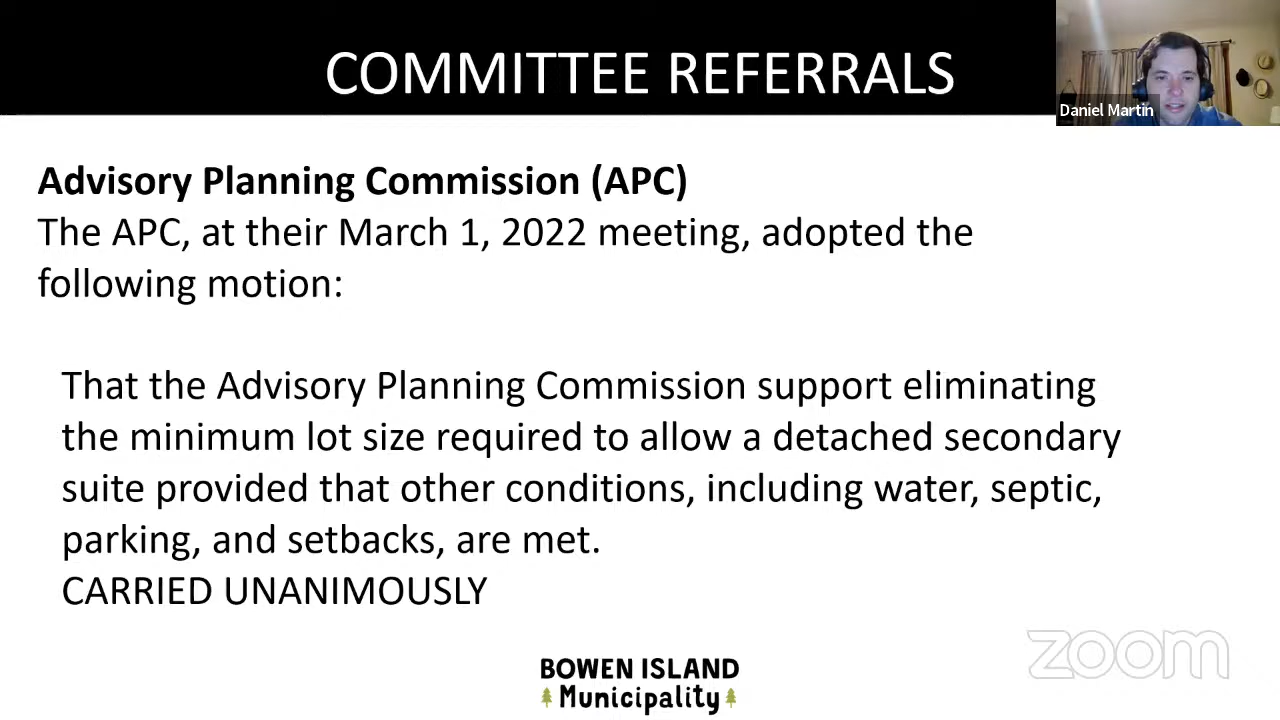 COMMITTEE REFERRALS
Daniel Martin
Advisory Planning Commission (APC)
The APC, at their March 1, 2022 meeting, adopted the
following motion:
That the Advisory Planning Commission support eliminating
the minimum lot size required to allow a detached secondary
suite provided that other conditions, including water, septic,
parking, and setbacks, are met.
CARRIED UNANIMOUSLY
zoom
BOWEN ISLAND
Municipality